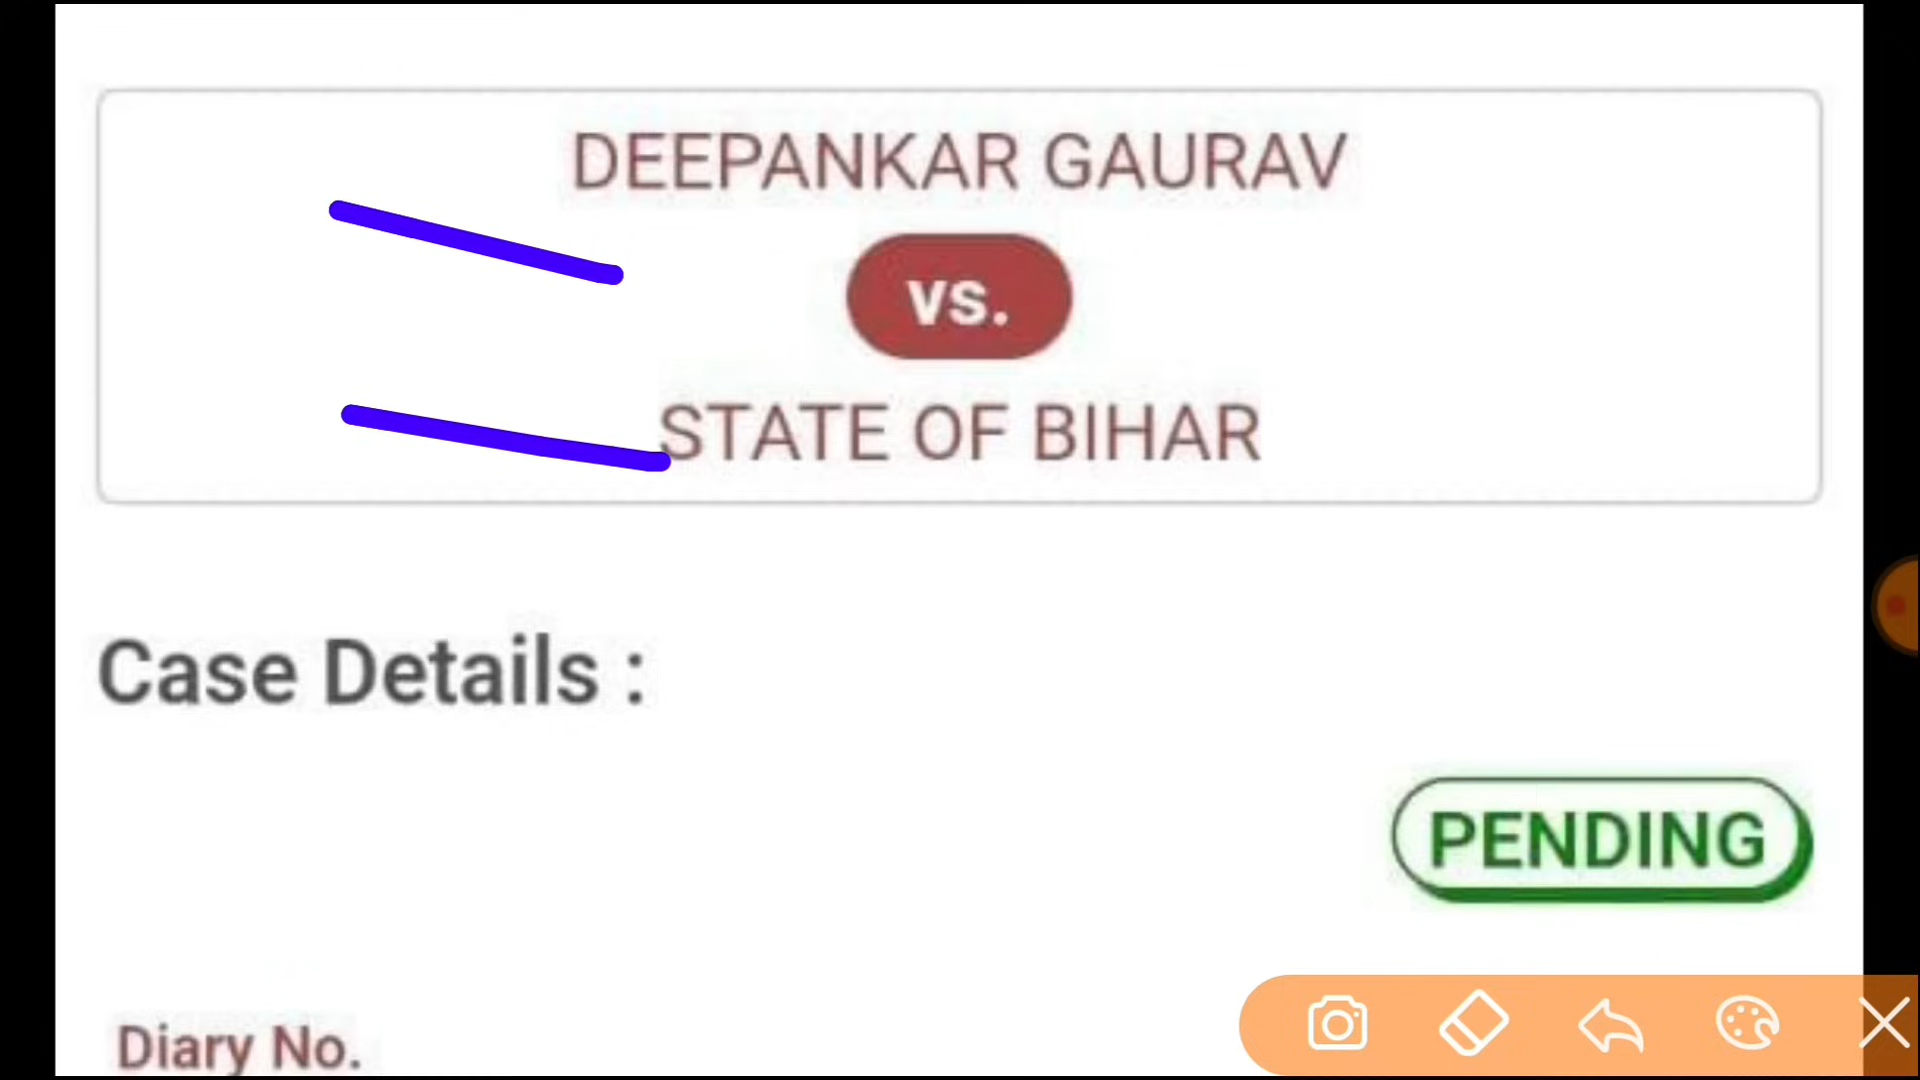 DEEPANKAR GAURAV
vs.
STATE OF BIHAR
Case Details :
PENDING
Diary No.